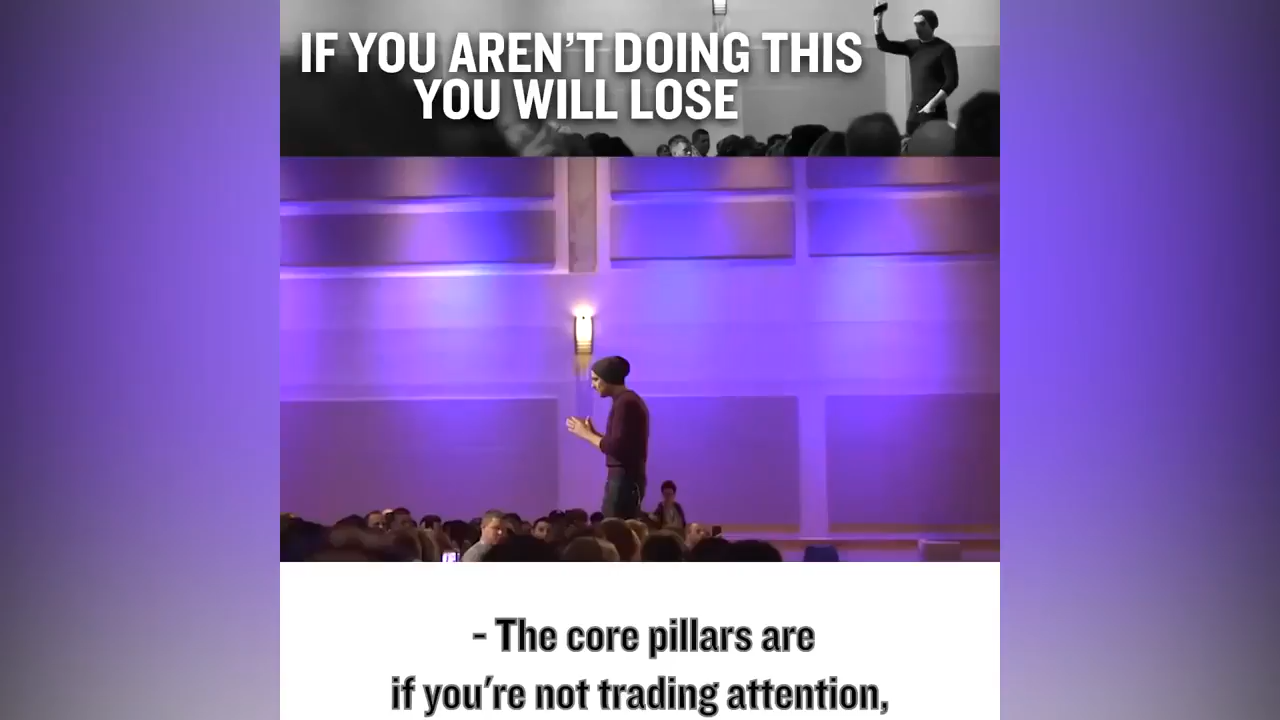 IF YOU AREN’T DOING THIS
YOU WILL LOSE
- The core pillars are
if you’re not trading attention,